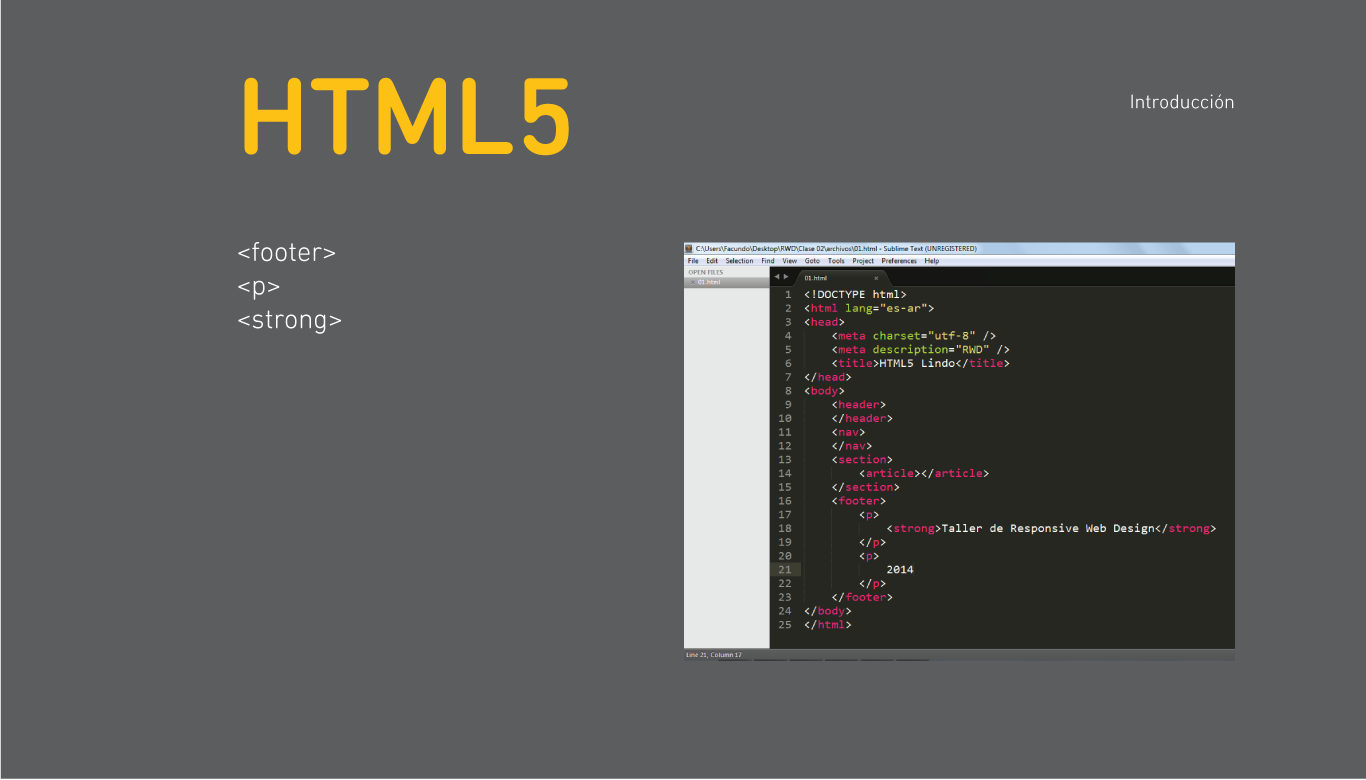 HTML5
Introducción
<footer>
<p>
<strong>
C:\Users\Facundo\Desktop\RWD\Clase 02\archivos\01.html - Sublime Text (UNREGISTERED)
File Edit Selection Find View Goto Tools Project Preferences Help
OPEN FILES
01.html
01.html
1 <!DOCTYPE html>
2 <html lang="es-ar">
3 <head>
4 <meta charset="utf-8" />
5 <meta description="RWD" />
6 <title>HTML5 Lindo</title>
7 </head>
8 <body>
9 <header>
10 </header>
11 <nav>
12 </nav>
13 <section>
14 <article></article>
15 </section>
16 <footer>
17 <p>
18 <strong>Taller de Responsive Web Design</strong>
19 </p>
20 <p>
21 2014
22 </p>
23 </footer>
24 </body>
25 </html>
Line 21, Column 17